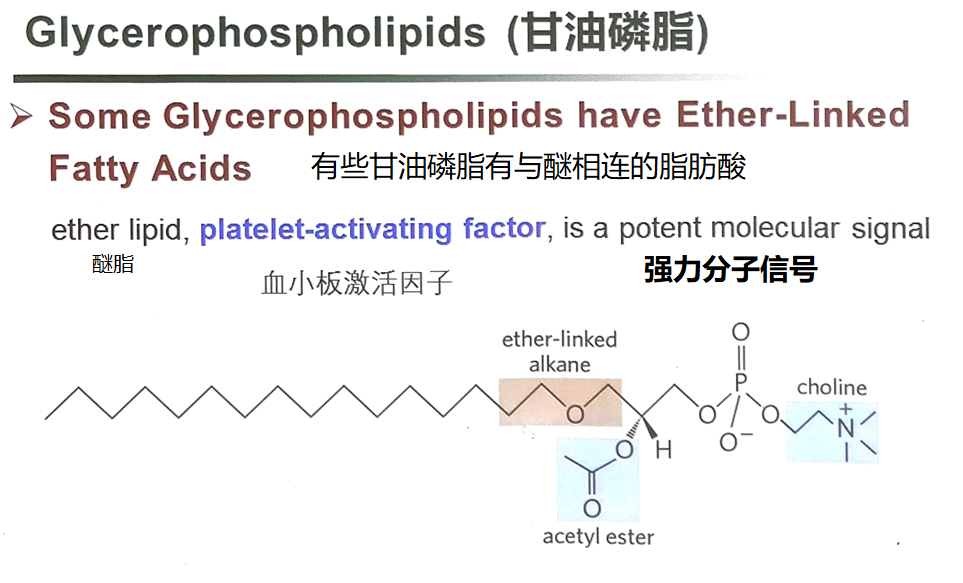 Glycerophospholipids (甘油磷脂)
➢ Some Glycerophospholipids have Ether-Linked
Fatty Acids 有些甘油磷脂有与醚相连的脂肪酸
ether lipid, platelet-activating factor, is a potent molecular signal
醚脂 血小板激活因子 强力分子信号
ether-linked
alkane
choline
O
P
O
O
O
O⁻
N
+
O
H
O
acetyl ester